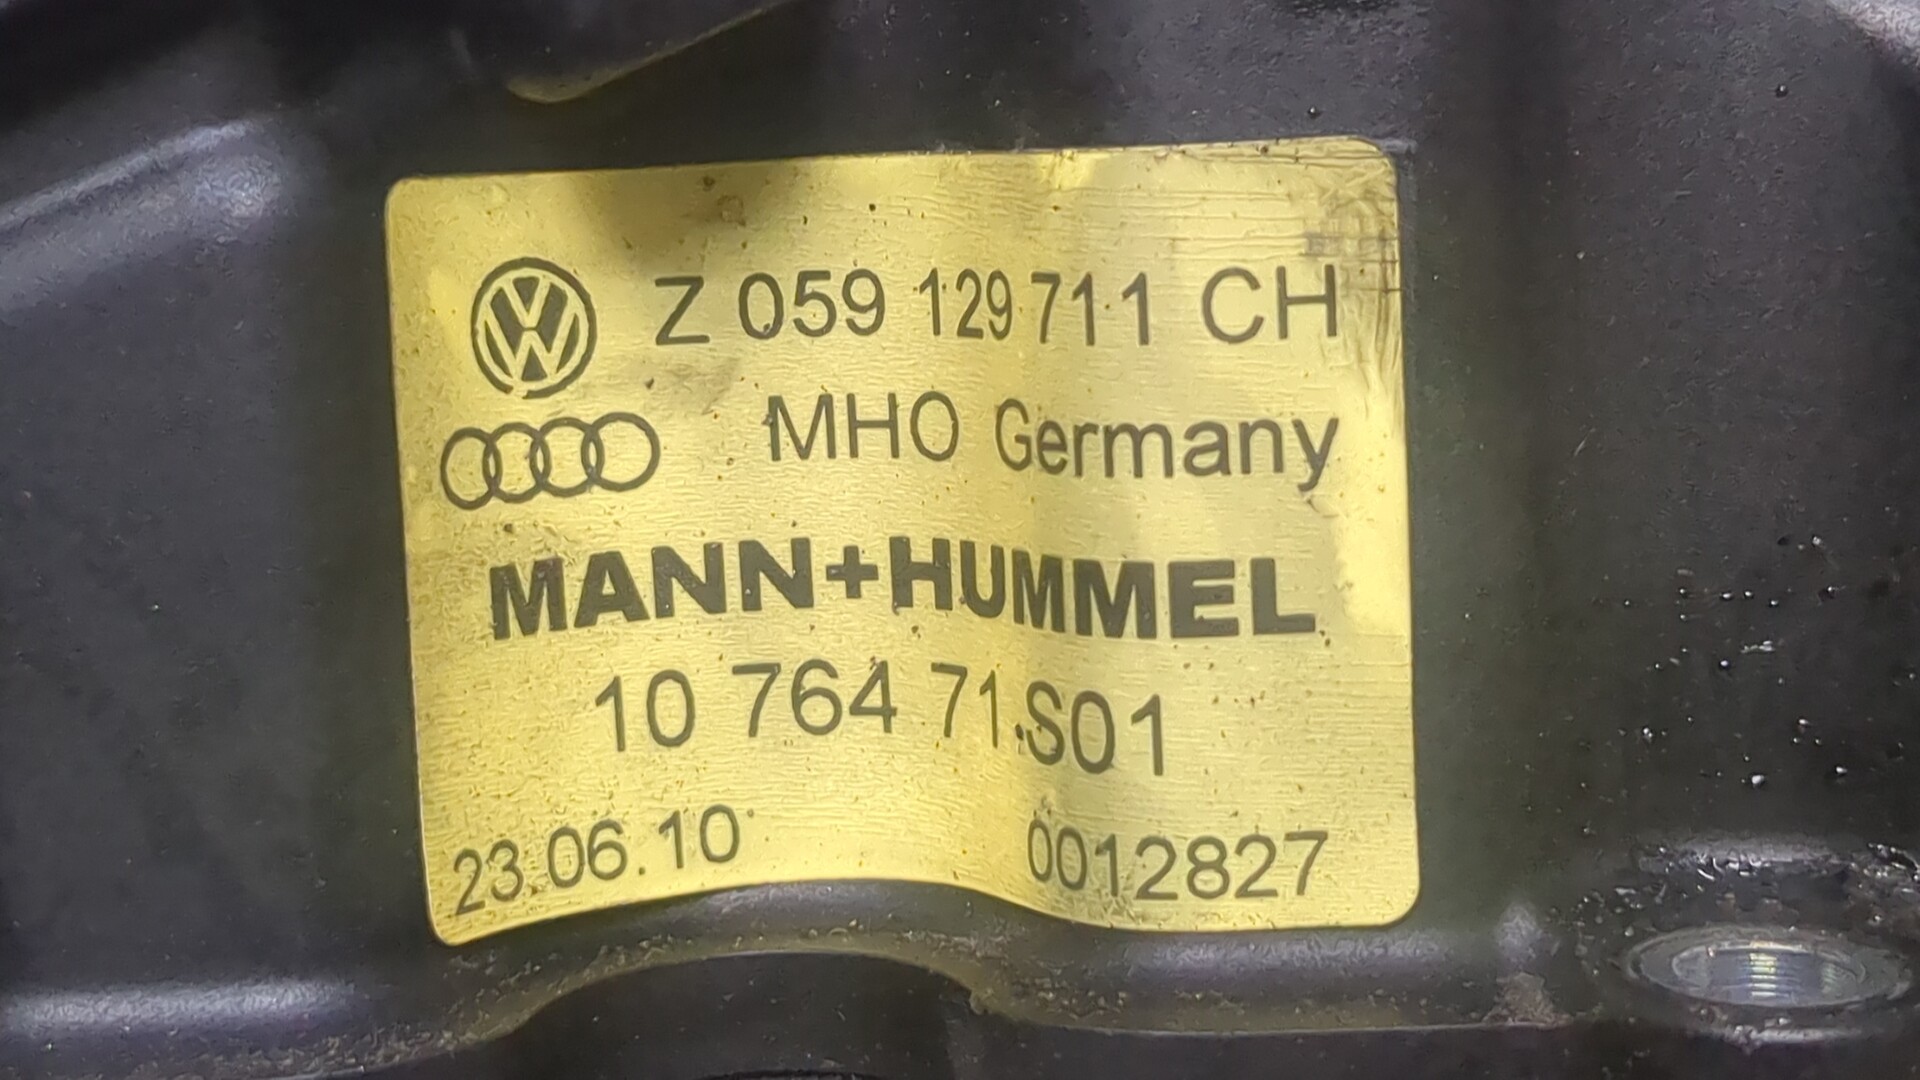 Z 059 129 711 CH
MHO Germany
MANN+HUMMEL
10 764 71 S01
23.06.10 0012827